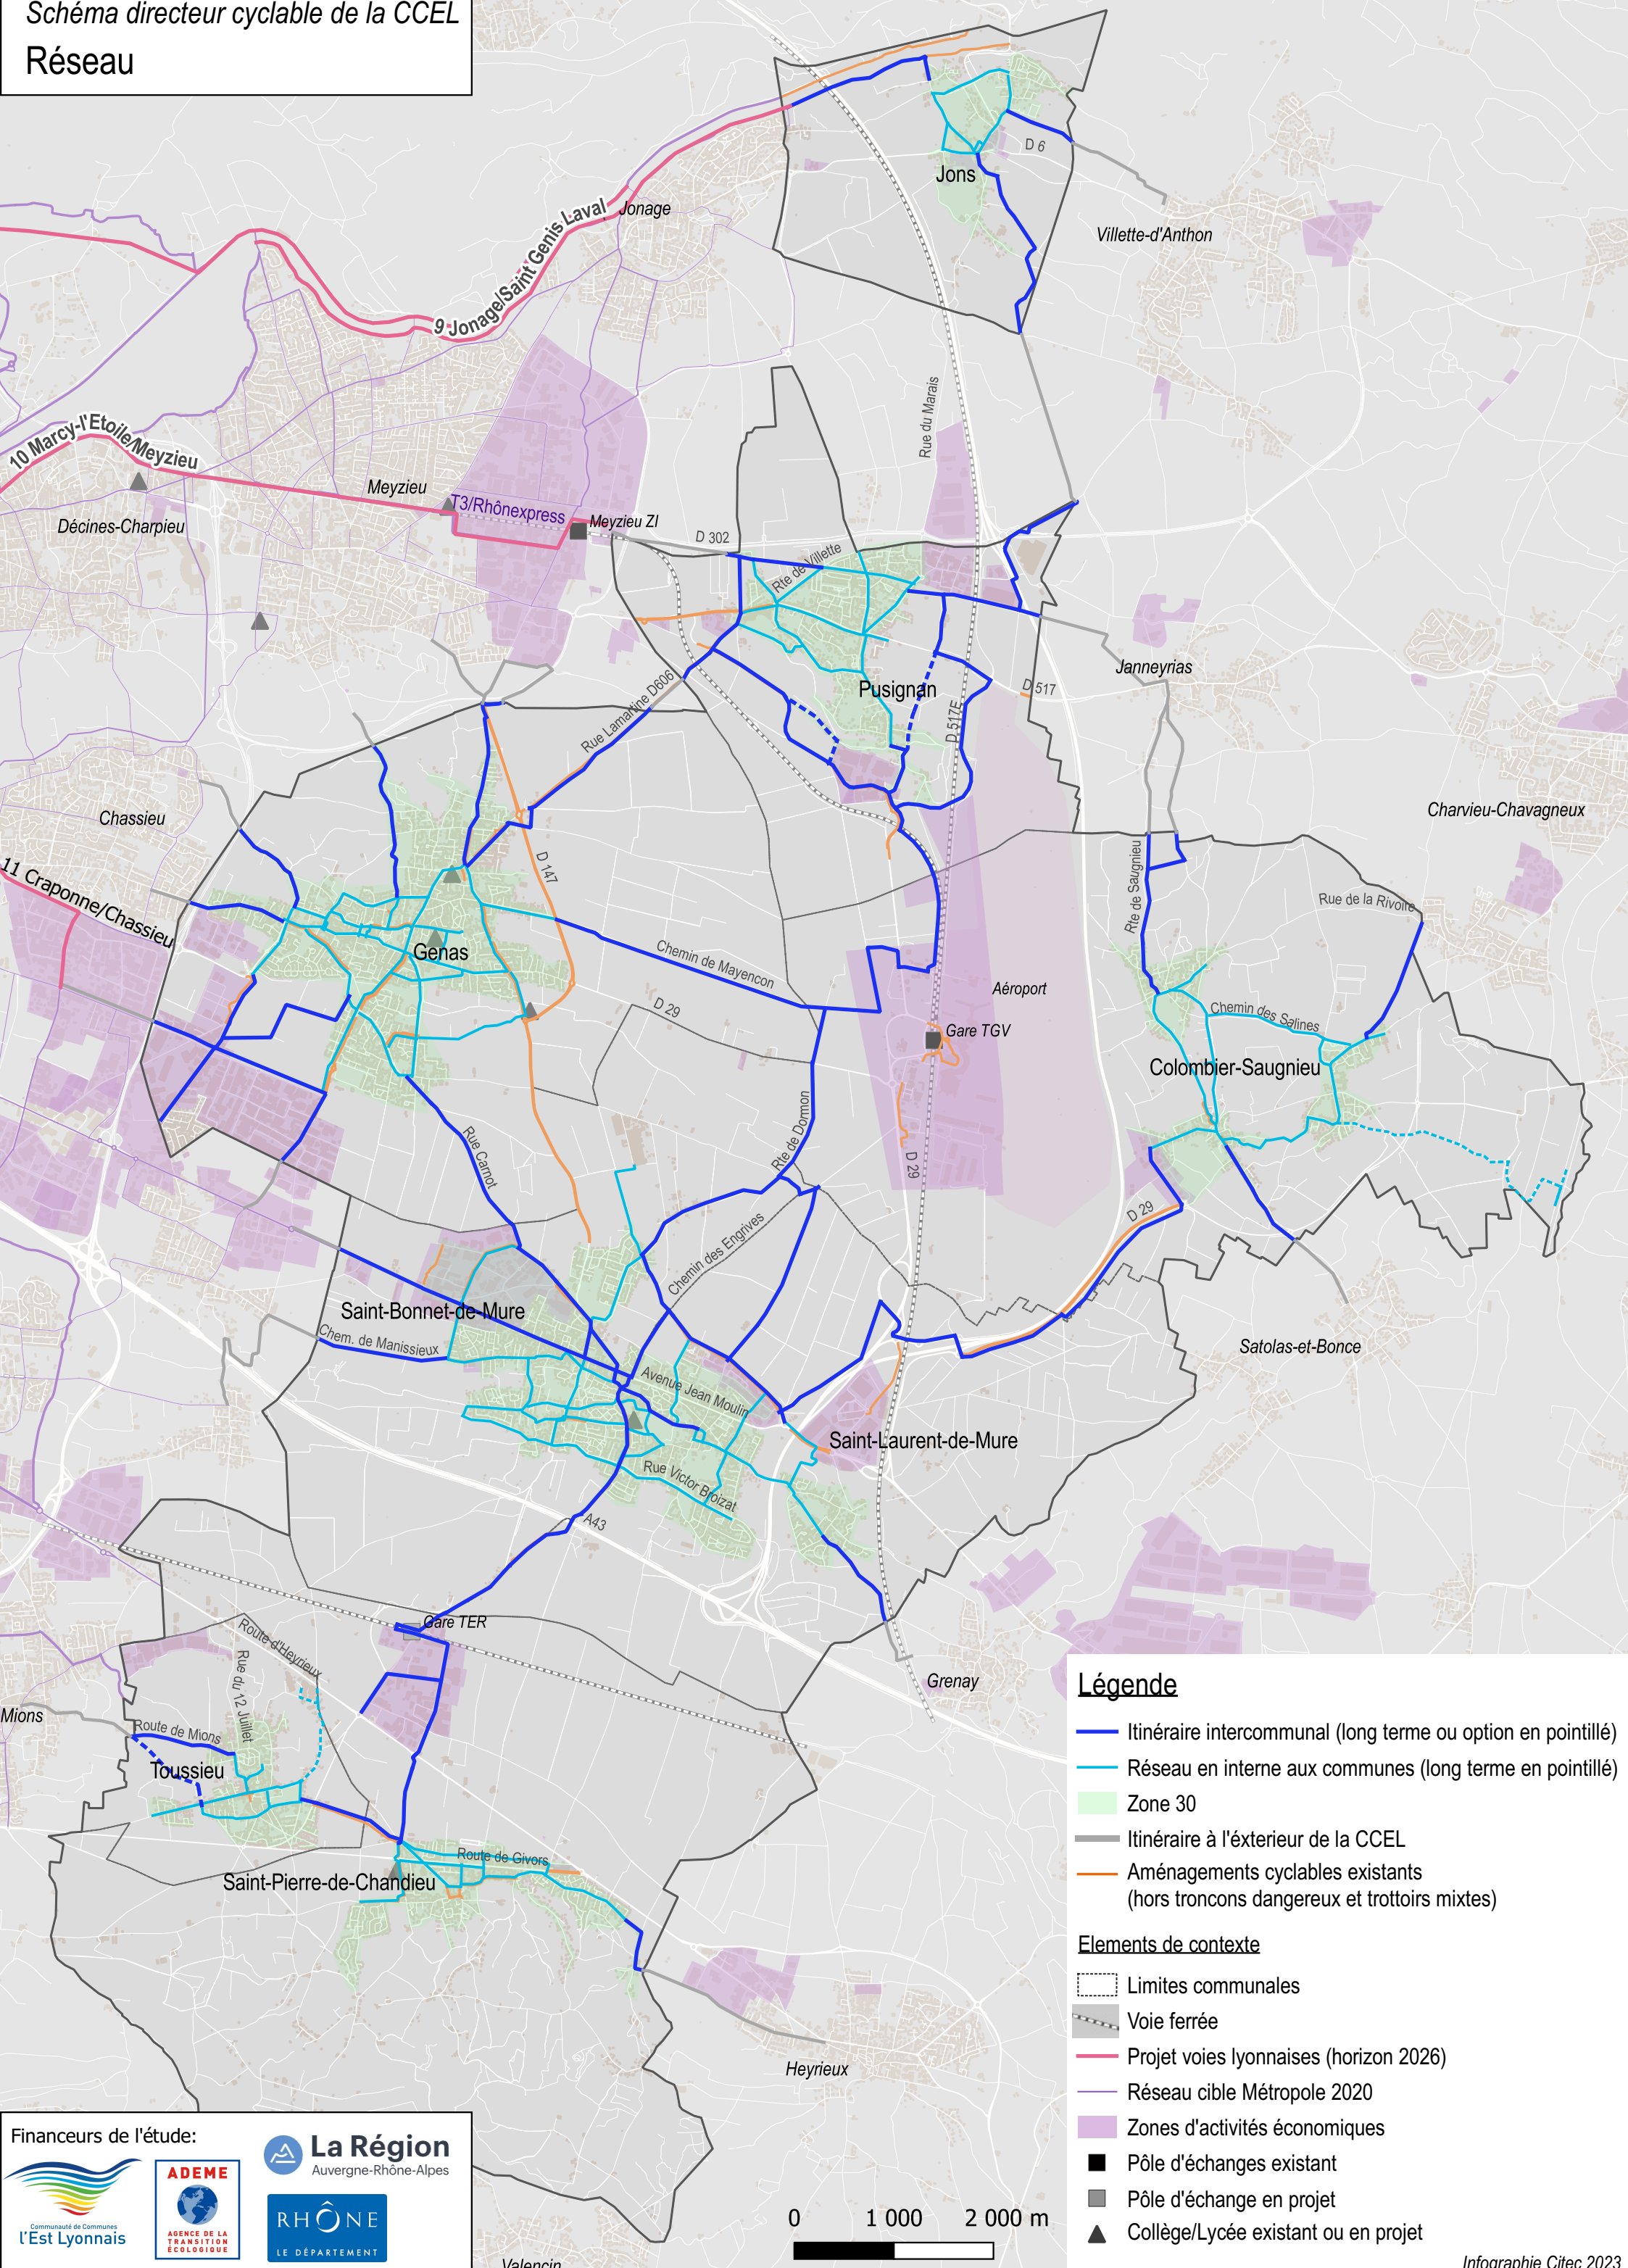 Schéma directeur cyclable de la CCEL
Réseau
Jons
D 6
Villette-d'Anthon
Jonage
9 Jonage/Saint Genis Laval
Rue du Marais
10 Marcy-l'Etoile/Meyzieu
Meyzieu
T3/Rhônexpress
Meyzieu ZI
Décines-Charpieu
D 302
Rte de Villette
Janneyrias
Pusignan
D 517
D 517E
Rue Lamartine D606
Chassieu
Charvieu-Chavagneux
11 Craponne/Chassieu
D 147
Rte de Saugnieu
Rue de la Rivoire
Genas
Chemin de Mayencon
Aéroport
D 29
Chemin des Salines
Gare TGV
Colombier-Saugnieu
Rte de Dormon
Rue Carnot
D 29
D 29
Chemin des Engrives
Saint-Bonnet-de-Mure
Chem. de Manissieux
Satolas-et-Bonce
Avenue Jean Moulin
Saint-Laurent-de-Mure
Rue Victor Broizat
A43
Gare TER
Route d'Heyrieux
Rue du 12 Juillet
Grenay
Mions
Route de Mions
Toussieu
Route de Givors
Saint-Pierre-de-Chandieu
Heyrieux
Valencin
Légende
Itinéraire intercommunal (long terme ou option en pointillé)
Réseau en interne aux communes (long terme en pointillé)
Zone 30
Itinéraire à l'éxterieur de la CCEL
Aménagements cyclables existants
(hors troncons dangereux et trottoirs mixtes)
Elements de contexte
Limites communales
Voie ferrée
Projet voies lyonnaises (horizon 2026)
Réseau cible Métropole 2020
Zones d'activités économiques
Pôle d'échanges existant
Pôle d'échange en projet
Collège/Lycée existant ou en projet
Infographie Citec 2023
0 1 000 2 000 m
Financeurs de l'étude:
Communauté de Communes
l'Est Lyonnais
ADEME
AGENCE DE LA
TRANSITION
ÉCOLOGIQUE
La Région
Auvergne-Rhône-Alpes
RHÔNE
LE DÉPARTEMENT